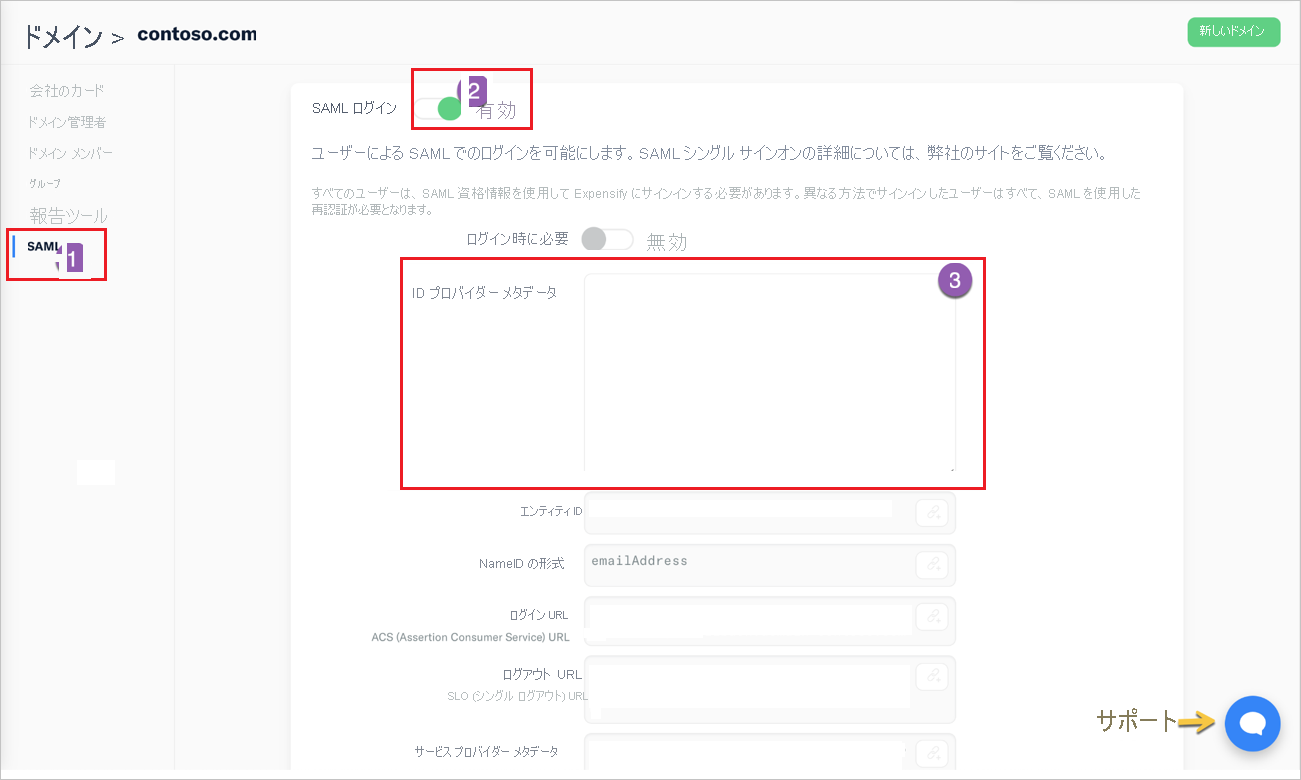 ドメイン > contoso.com
新しいドメイン
会社のカード
ドメイン管理者
ドメイン メンバー
グループ
報告ツール
SAML
1
SAML ログイン
2
有効
ユーザーによる SAML でのログインを可能にします。SAML シングル サインオンの詳細については、弊社のサイトをご覧ください。
すべてのユーザーは、SAML 資格情報を使用して Expensify にサインインする必要があります。異なる方法でサインインしたユーザーはすべて、SAML を使用した
再認証が必要となります。
ログイン時に必要
無効
ID プロバイダー メタデータ
3
エンティティ ID
NameID の形式
emailAddress
ログイン URL
ACS (Assertion Consumer Service) URL
ログアウト URL
SLO (シングル ログアウト) URL
サポート
サービス プロバイダー メタデータ